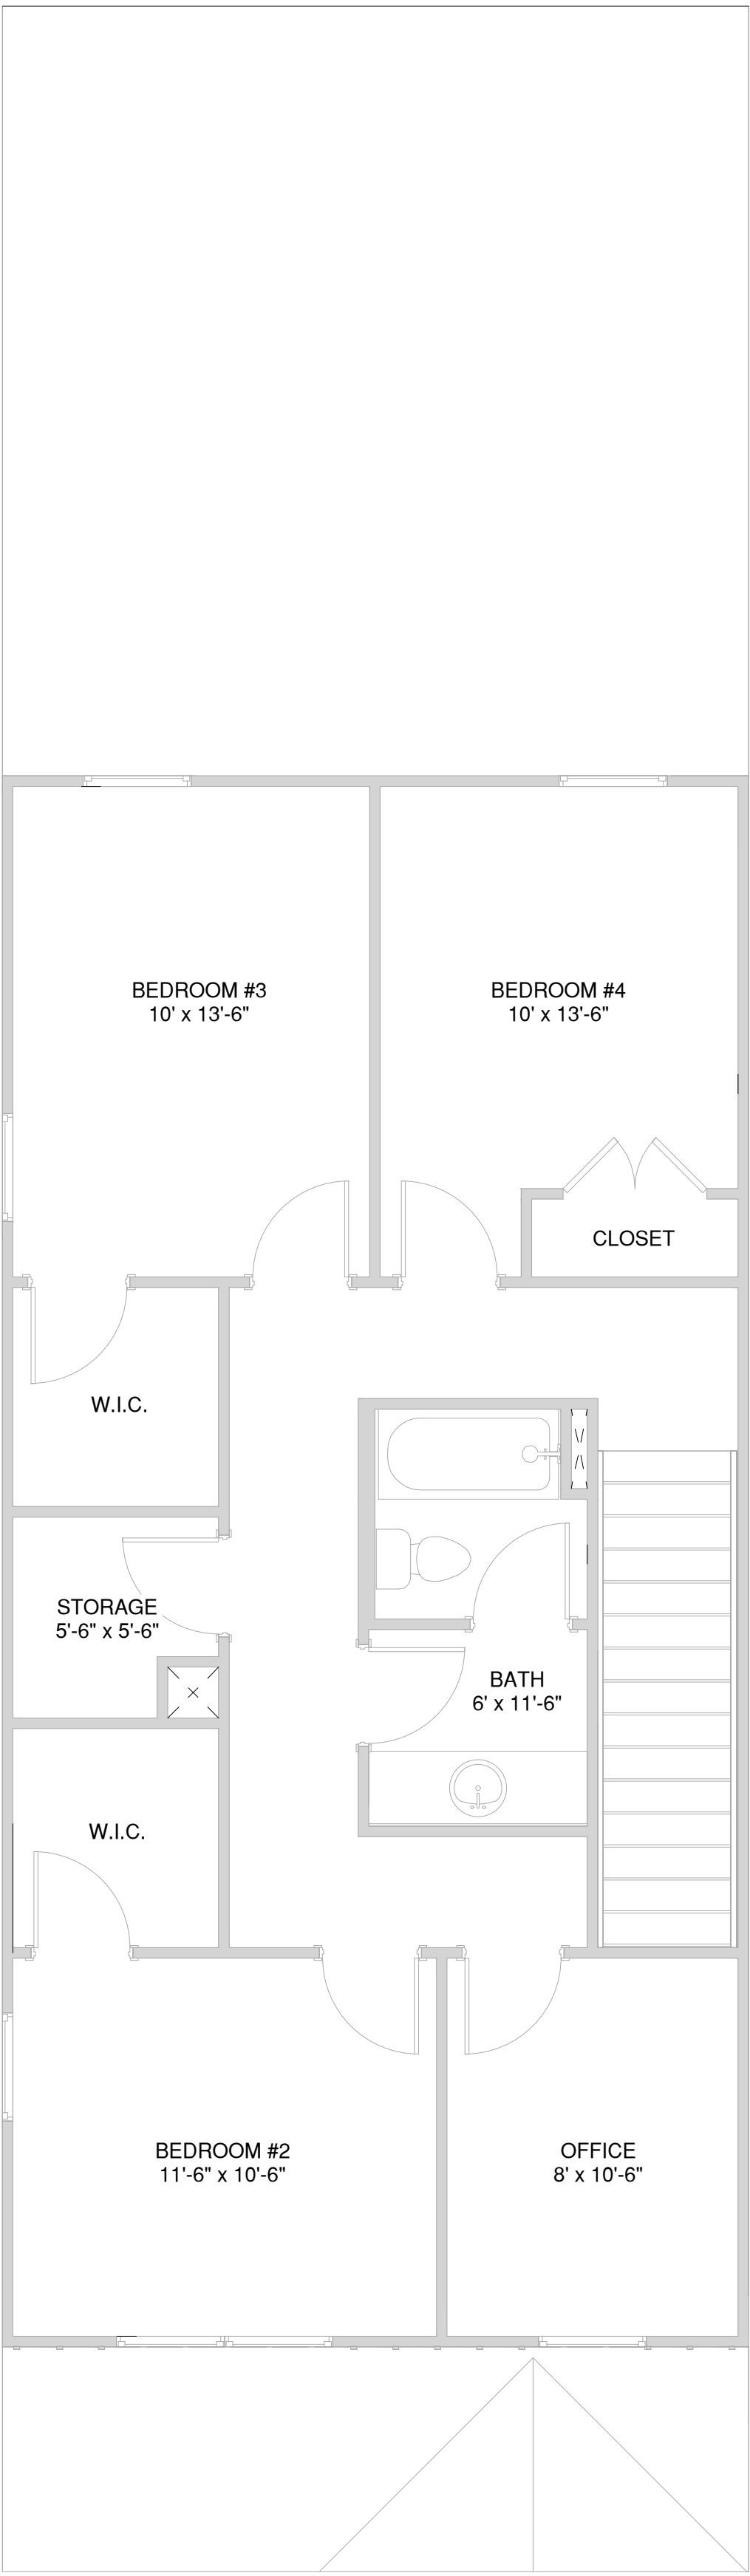 BEDROOM #3
10' x 13'-6"
BEDROOM #4
10' x 13'-6"
CLOSET
W.I.C.
STORAGE
5'-6" x 5'-6"
BATH
6' x 11'-6"
W.I.C.
BEDROOM #2
11'-6" x 10'-6"
OFFICE
8' x 10'-6"